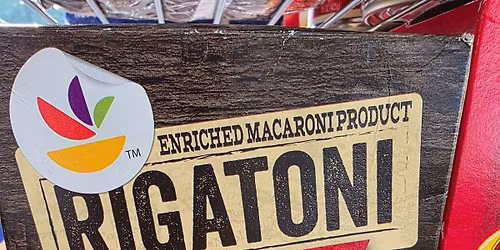 TM
ENRICHED MACARONI PRODUCT
RIGATONI